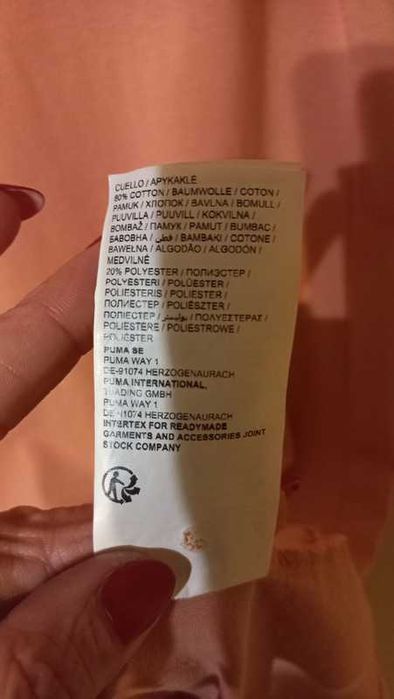 CUELLO / APYKAKLĖ
80% COTTON / BAUMWOLLE / COTON /
PAMUK / ХЛОПОК / BAVLNA / BOMULL /
PUUVILLA / PUUVILL / KOKVILNA /
BOMBAŽ / ПАМУК / PAMUT / BUMBAC /
БАВОВНА / قطن / BAMBAKI / COTONE /
BAWEŁNA / ALGODÃO / ALGODÓN /
MEDVILNĖ
20% POLYESTER / ПОЛИЭСТЕР /
POLYESTERI / POLÜESTER /
POLIESTERIS / POLIESTER /
ПОЛИЕСТЕР / POLIÉSZTER /
ПОЛІЕСТЕР / بوليستر / ΠΟΛΥΕΣΤΕΡΑΣ /
POLIESTERE / POLIESTROWE /
POLIÉSTER
PUMA SE
PUMA WAY 1
DE-91074 HERZOGENAURACH
PUMA INTERNATIONAL
TRADING GMBH
PUMA WAY 1
DE-91074 HERZOGENAURACH
INTERTEX FOR READYMADE
GARMENTS AND ACCESSORIES JOINT
STOCK COMPANY